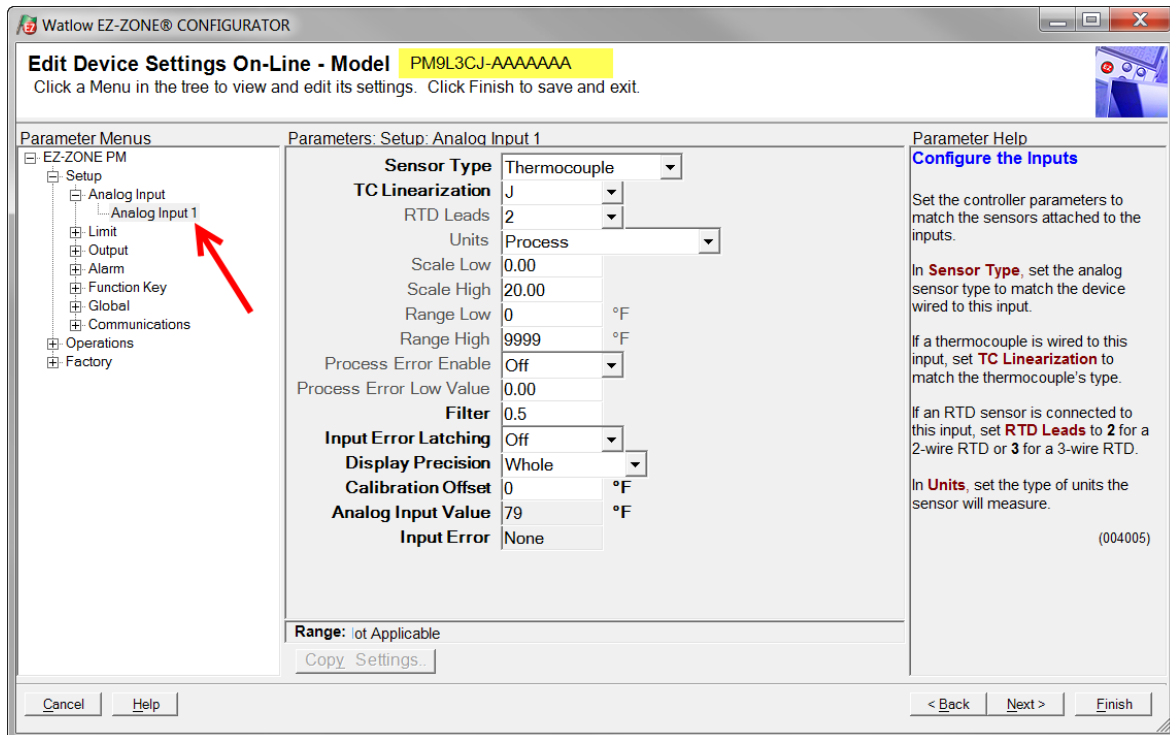 Watlow EZ-ZONE® CONFIGURATOR
Edit Device Settings On-Line - Model PM9L3CJ-AAAAAAA
Click a Menu in the tree to view and edit its settings. Click Finish to save and exit.
Parameter Menus
EZ-ZONE PM
Setup
Analog Input
Analog Input 1
Limit
Output
Alarm
Function Key
Global
Communications
Operations
Factory
Parameters: Setup: Analog Input 1
Sensor Type Thermocouple
TC Linearization J
RTD Leads 2
Units Process
Scale Low 0.00
Scale High 20.00
Range Low 0 °F
Range High 9999 °F
Process Error Enable Off
Process Error Low Value 0.00
Filter 0.5
Input Error Latching Off
Display Precision Whole
Calibration Offset 0 °F
Analog Input Value 79 °F
Input Error None
Range: ot Applicable
Copy Settings..
Parameter Help
Configure the Inputs
Set the controller parameters to
match the sensors attached to the
inputs.
In Sensor Type, set the analog
sensor type to match the device
wired to this input.
If a thermocouple is wired to this
input, set TC Linearization to
match the thermocouple's type.
If an RTD sensor is connected to
this input, set RTD Leads to 2 for a
2-wire RTD or 3 for a 3-wire RTD.
In Units, set the type of units the
sensor will measure.
(004005)
Cancel Help < Back Next > Finish